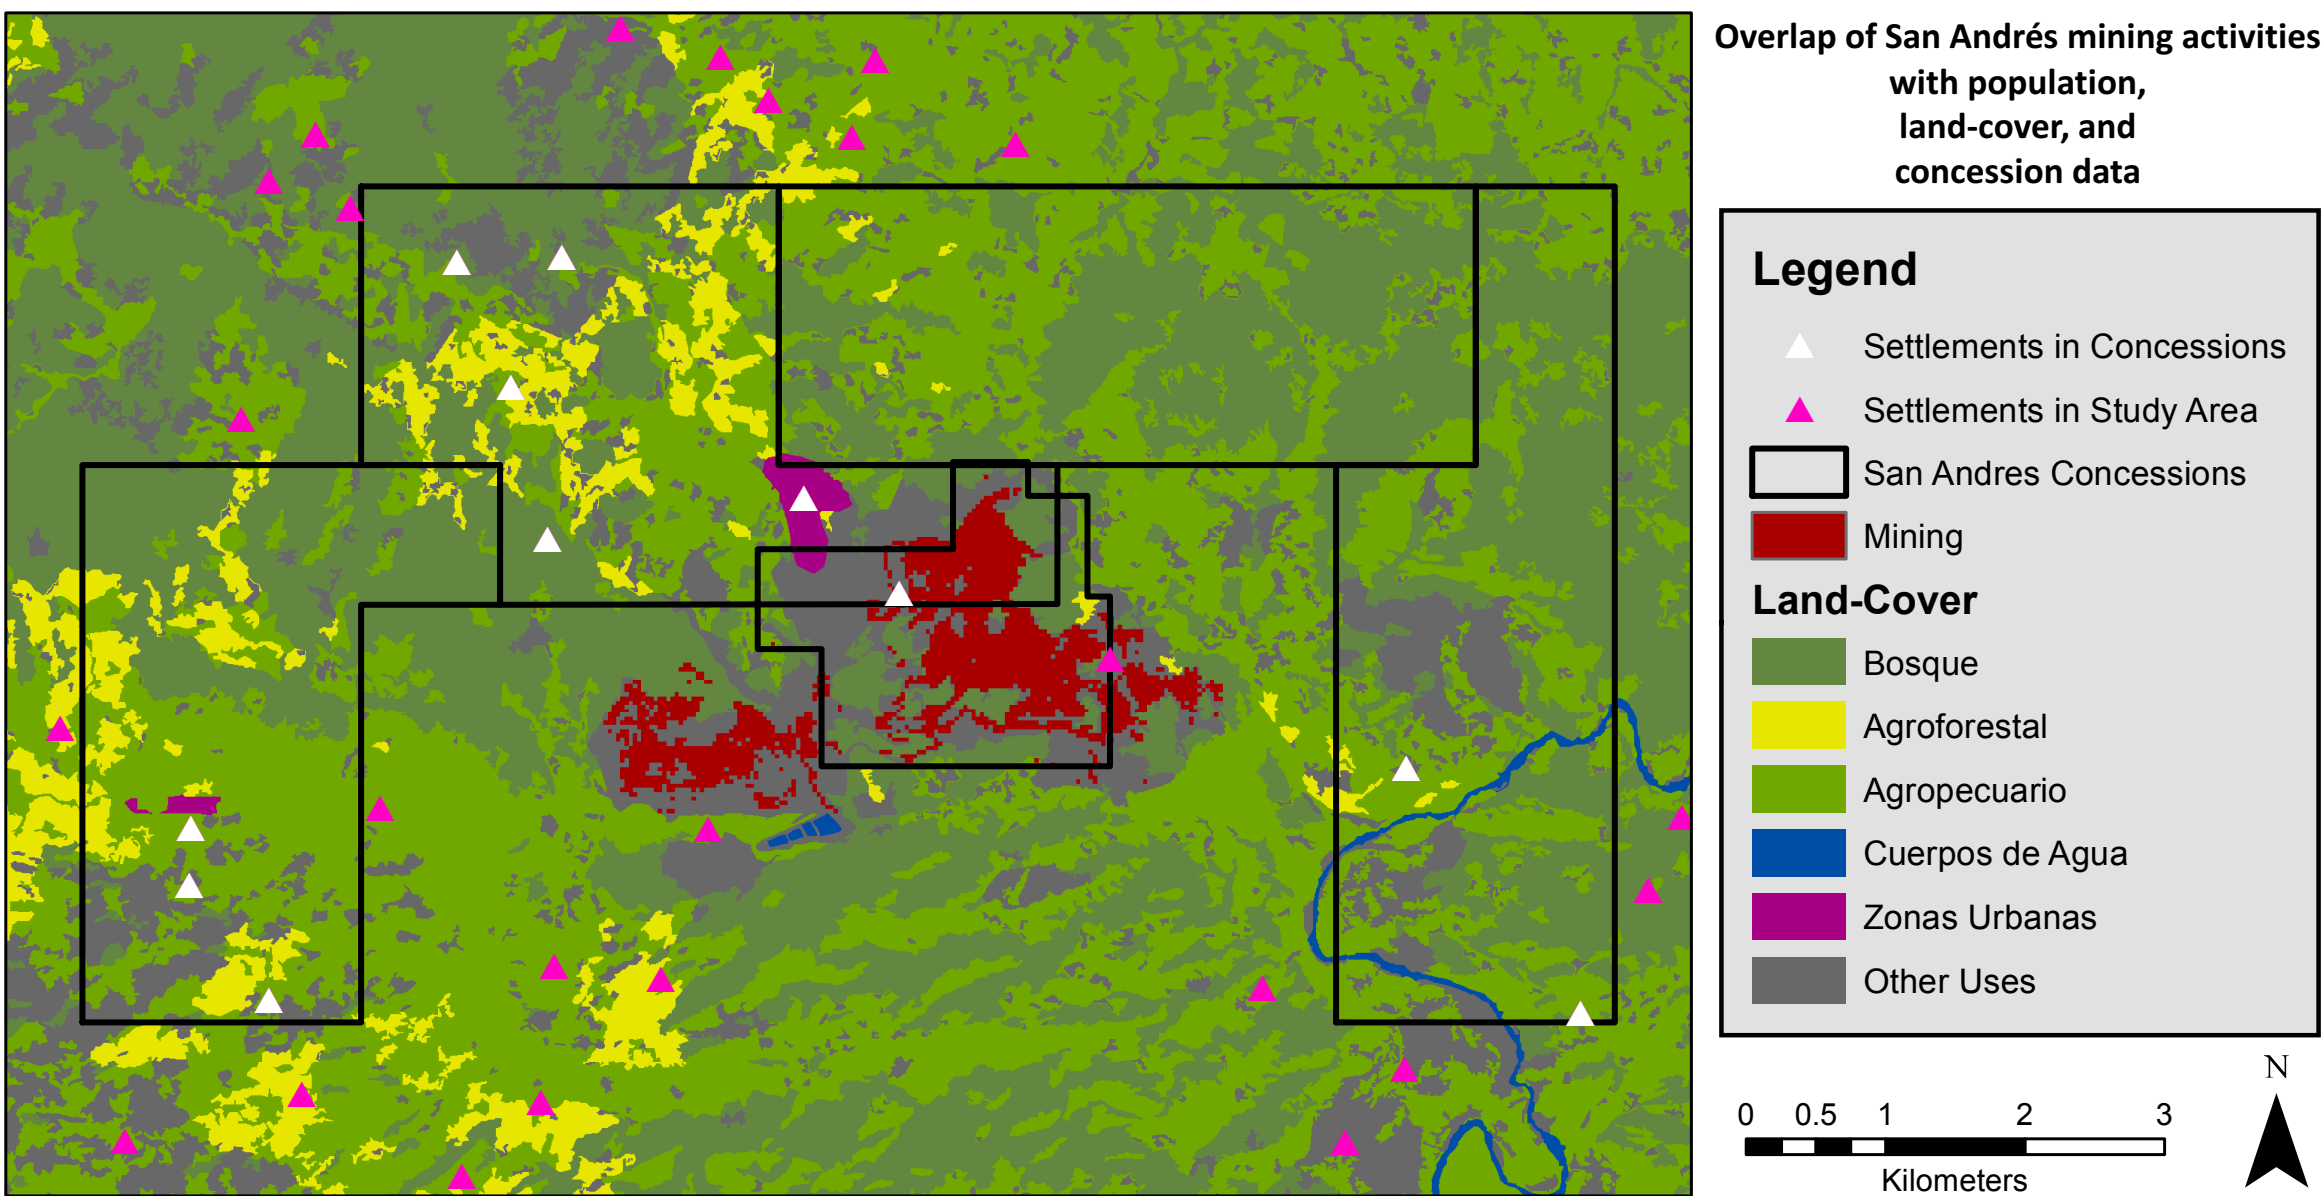 Overlap of San Andrés mining activities
with population,
land-cover, and
concession data
Legend
Settlements in Concessions
Settlements in Study Area
San Andres Concessions
Mining
Land-Cover
Bosque
Agroforestal
Agropecuario
Cuerpos de Agua
Zonas Urbanas
Other Uses
N
0 0.5 1 2 3
Kilometers